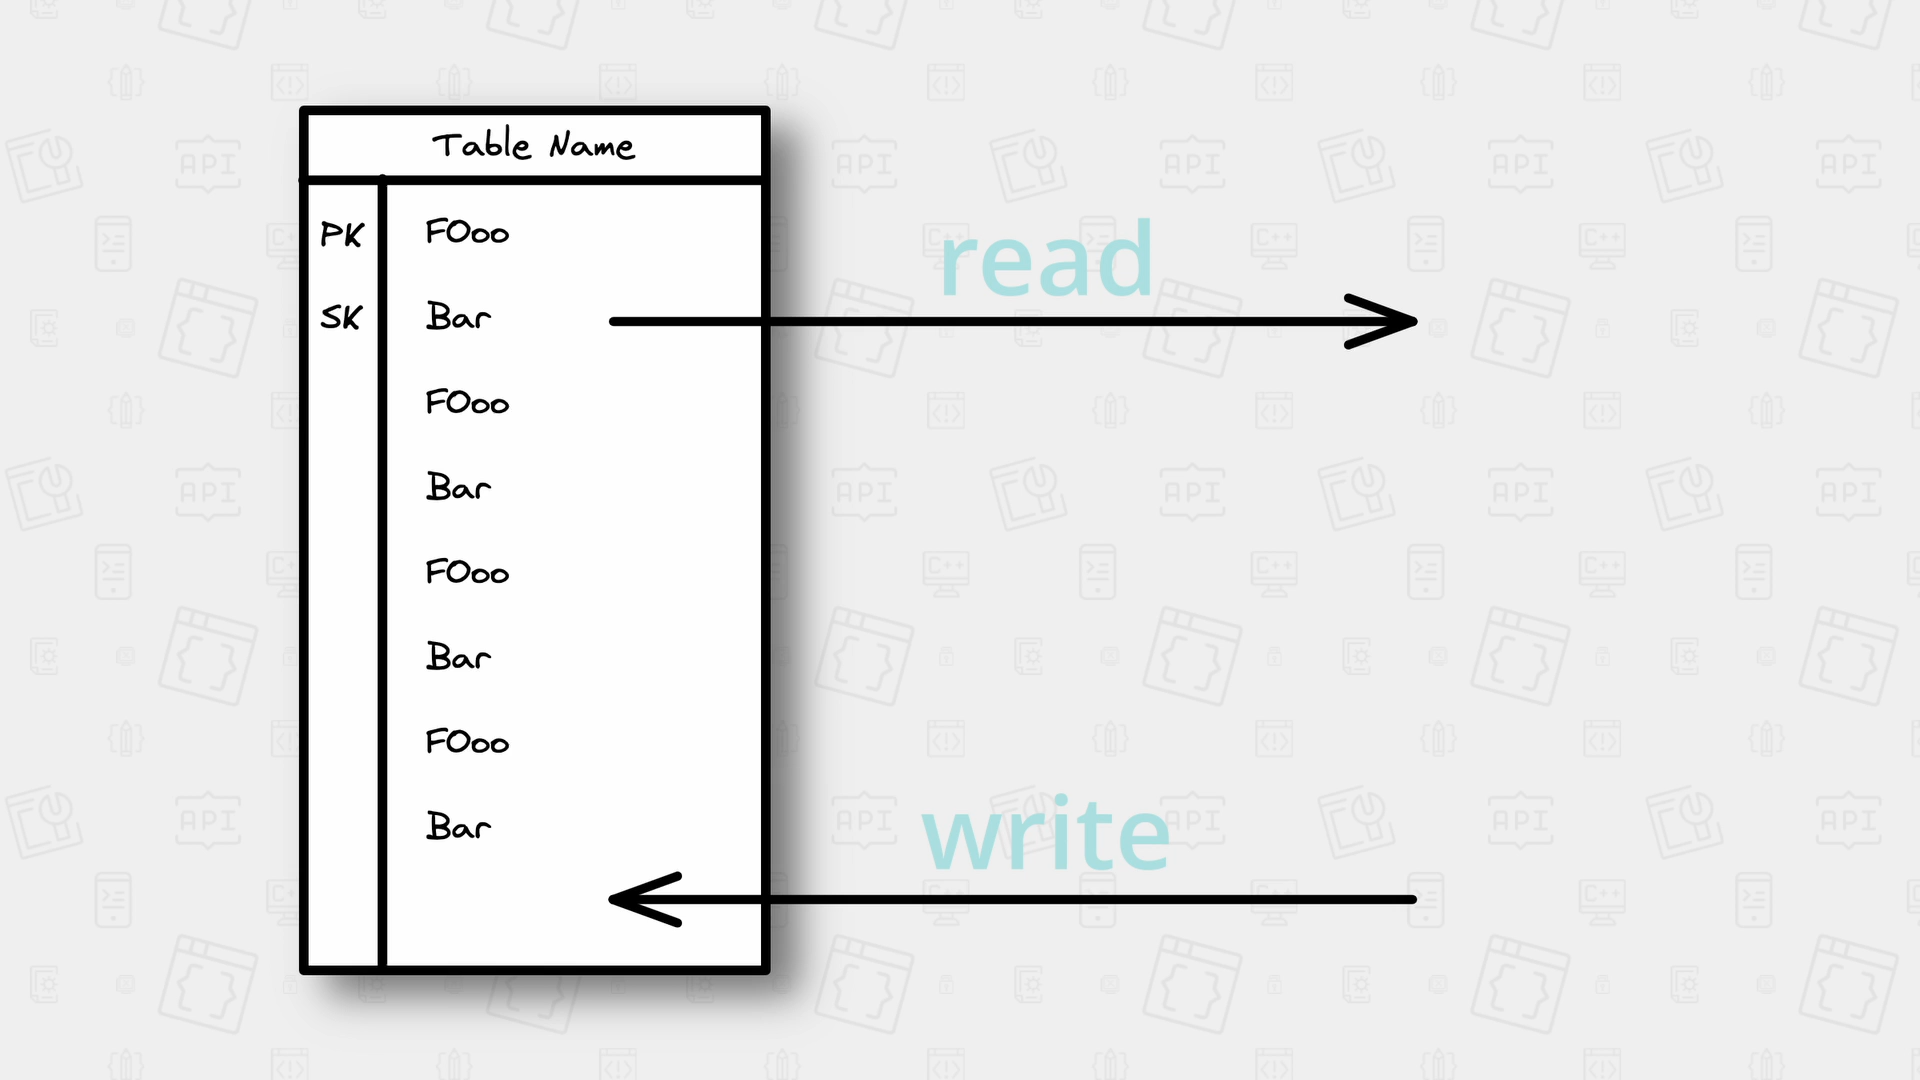 Table Name
PK FOoo
SK Bar
FOoo
Bar
FOoo
Bar
FOoo
Bar
read
write